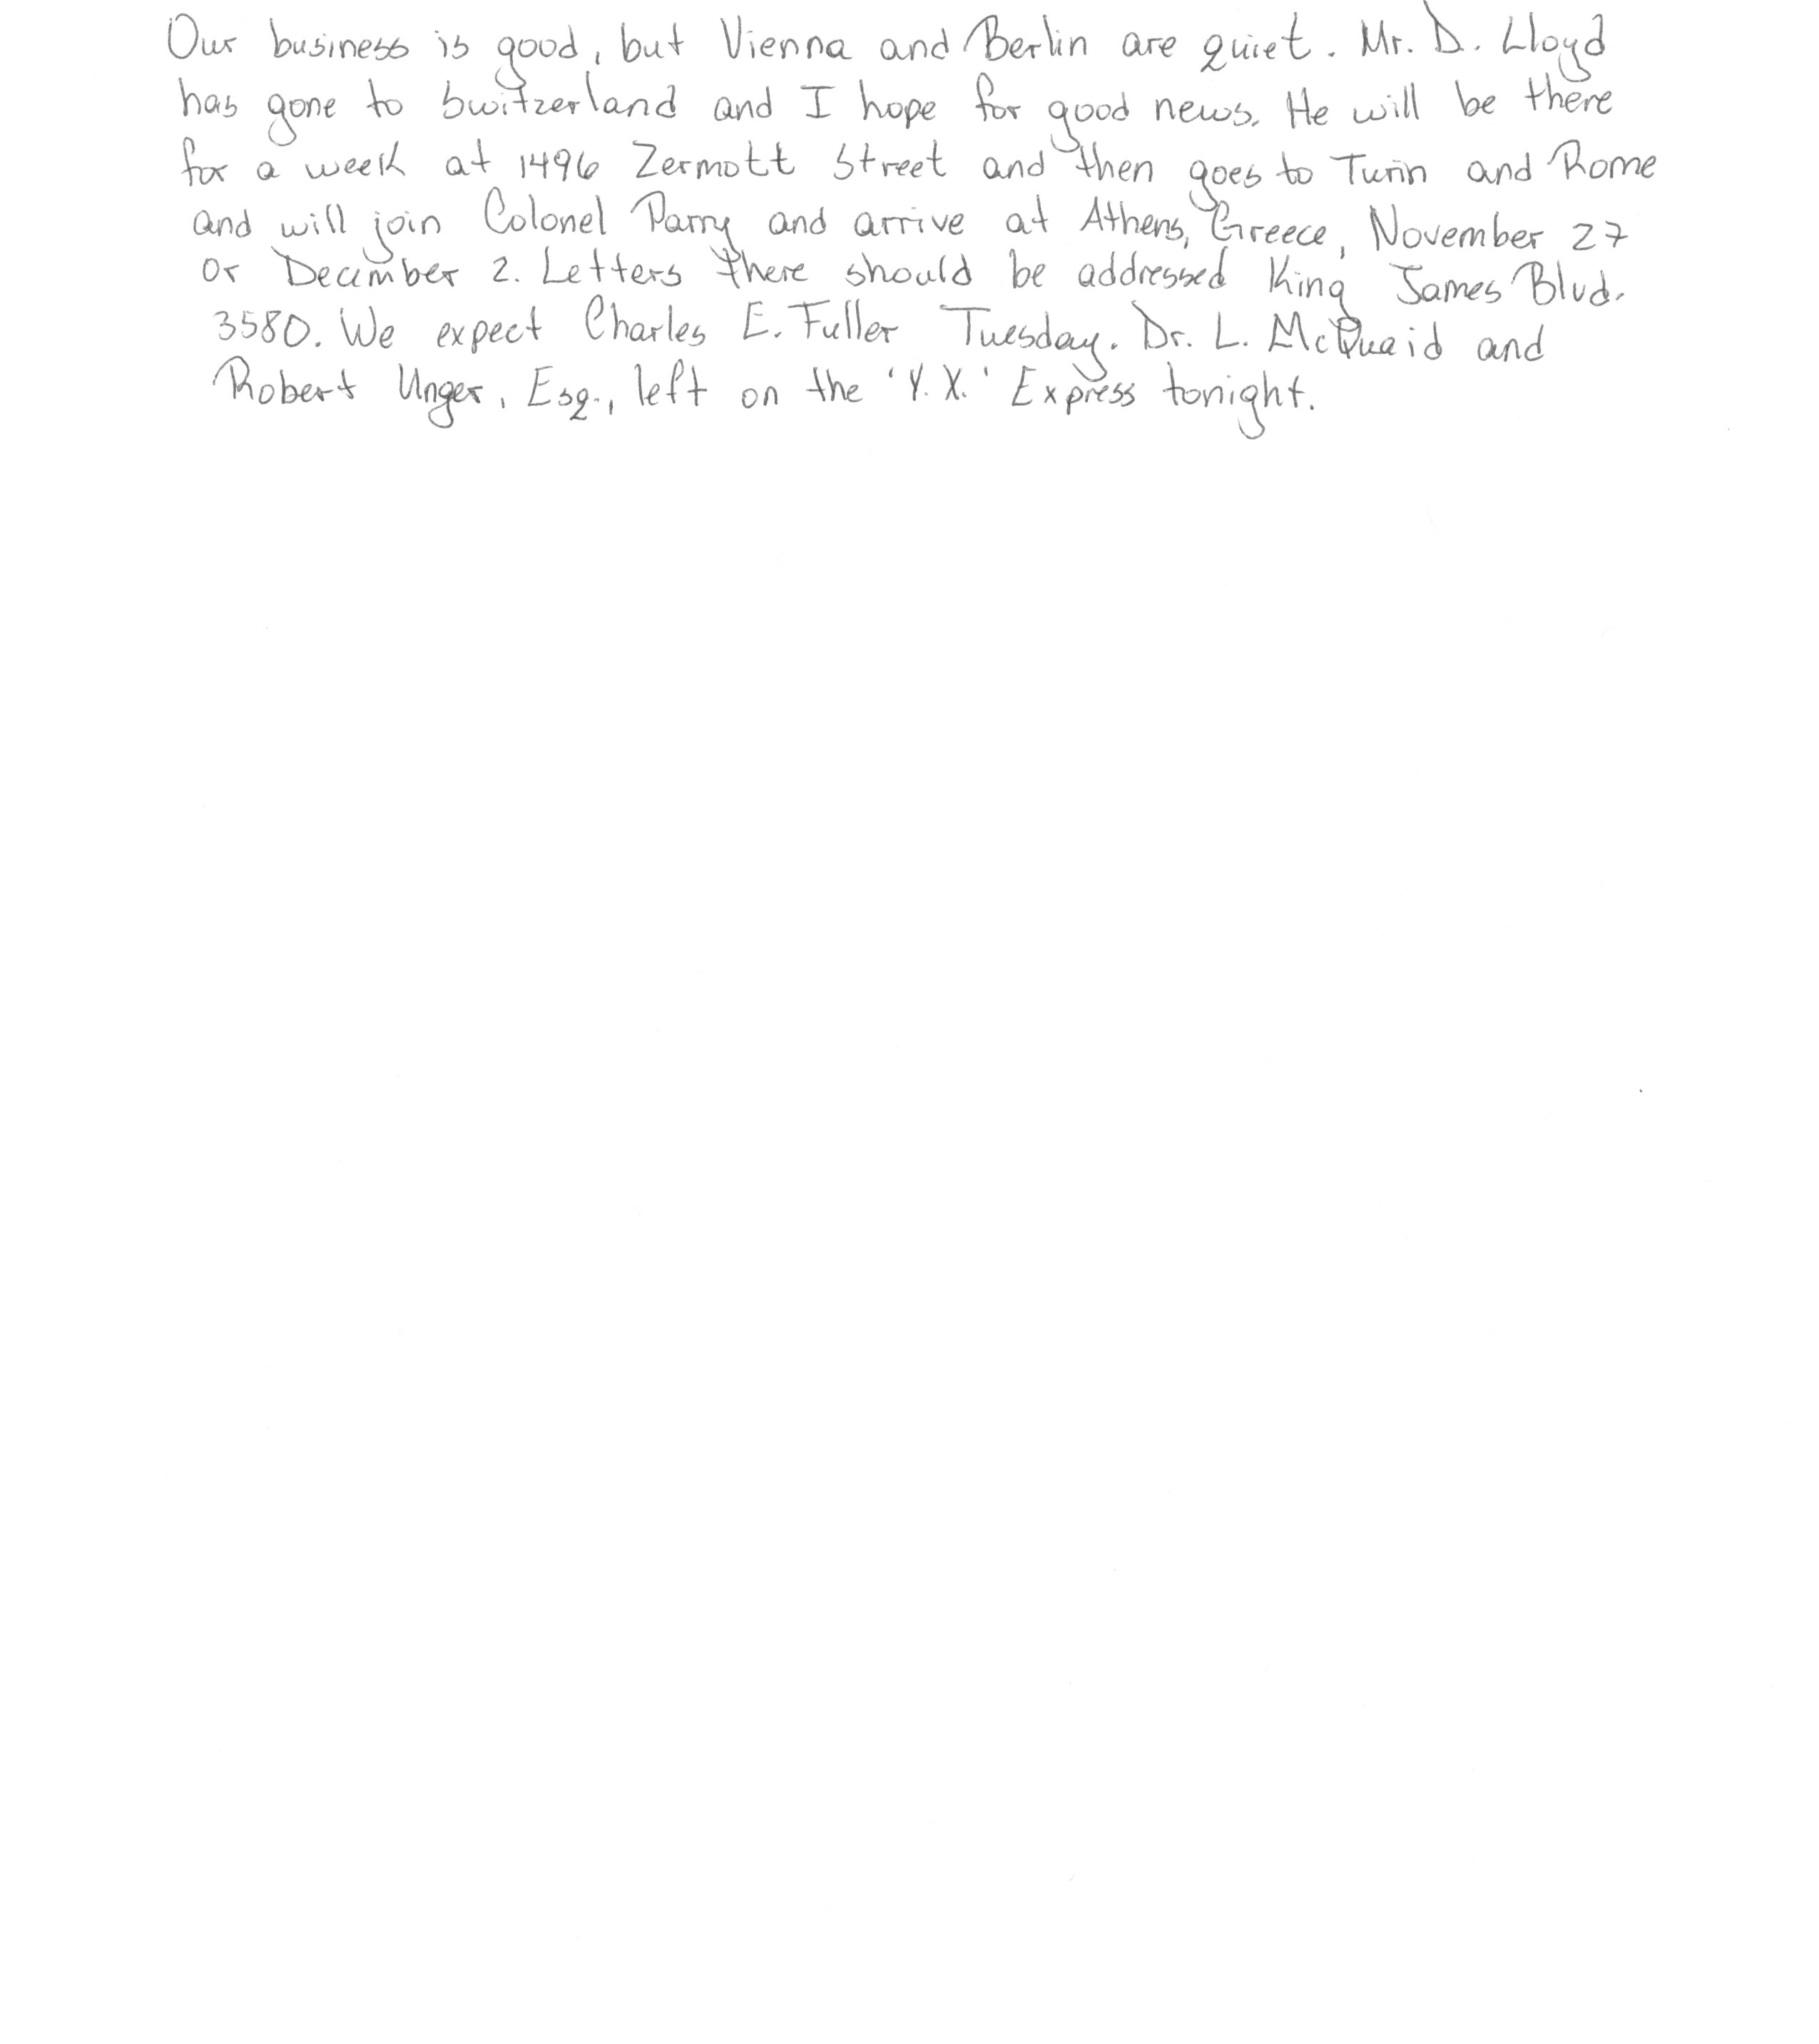 Our business is good, but Vienna and Berlin are quiet. Mr. D. Lloyd
has gone to Switzerland and I hope for good news. He will be there
for a week at 1496 Zermott Street and then goes to Turin and Rome
and will join Colonel Parry and arrive at Athens, Greece, November 27
or December 2. Letters there should be addressed King James Blvd.
3580. We expect Charles E. Fuller Tuesday. Dr. L. McQuaid and
Robert Unger, Esq., left on the 'Y. X.' Express tonight.